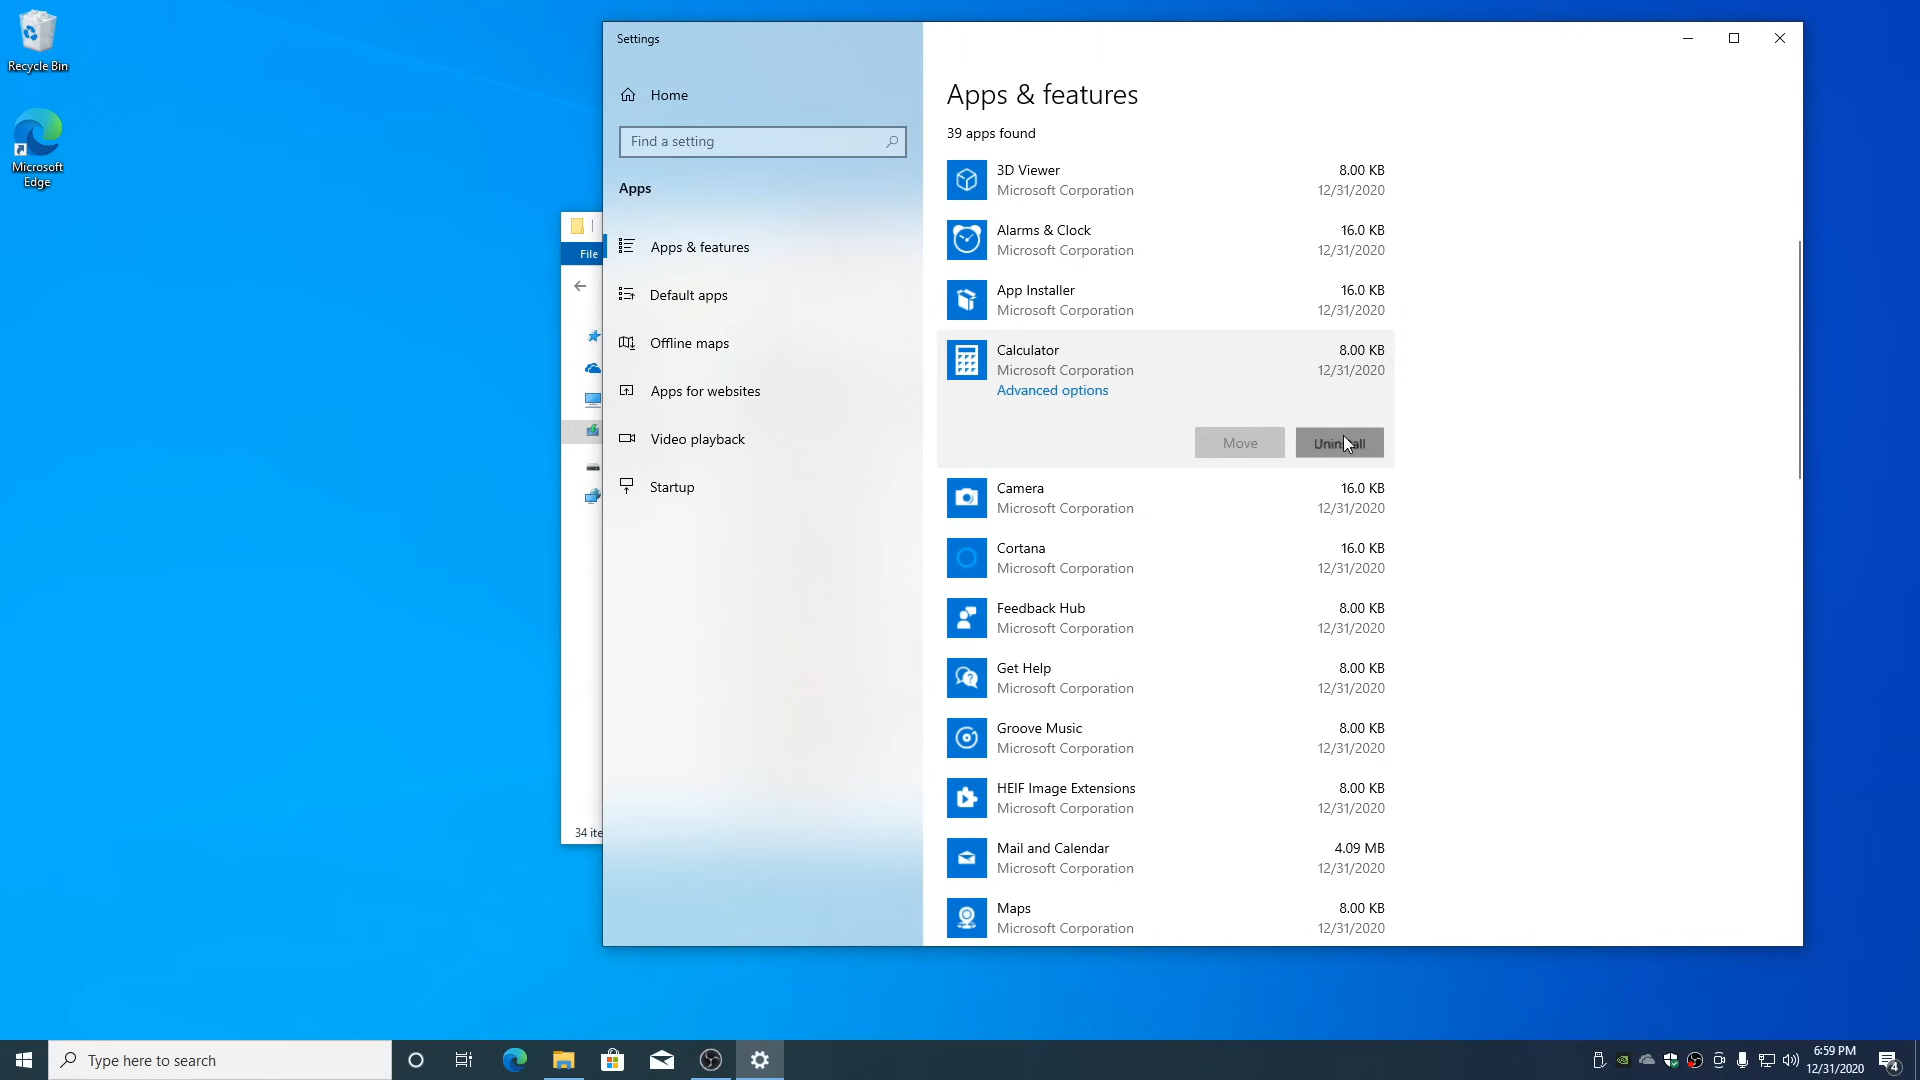 Recycle Bin
Microsoft
Edge
File
34 ite
Settings
Home
Find a setting
Apps
Apps & features
Default apps
Offline maps
Apps for websites
Video playback
Startup
Apps & features
39 apps found
3D Viewer 8.00 KB
Microsoft Corporation 12/31/2020
Alarms & Clock 16.0 KB
Microsoft Corporation 12/31/2020
App Installer 16.0 KB
Microsoft Corporation 12/31/2020
Calculator 8.00 KB
Microsoft Corporation 12/31/2020
Advanced options
Move Uninstall
Camera 16.0 KB
Microsoft Corporation 12/31/2020
Cortana 16.0 KB
Microsoft Corporation 12/31/2020
Feedback Hub 8.00 KB
Microsoft Corporation 12/31/2020
Get Help 8.00 KB
Microsoft Corporation 12/31/2020
Groove Music 8.00 KB
Microsoft Corporation 12/31/2020
HEIF Image Extensions 8.00 KB
Microsoft Corporation 12/31/2020
Mail and Calendar 4.09 MB
Microsoft Corporation 12/31/2020
Maps 8.00 KB
Microsoft Corporation 12/31/2020
Type here to search
6:59 PM
12/31/2020
4